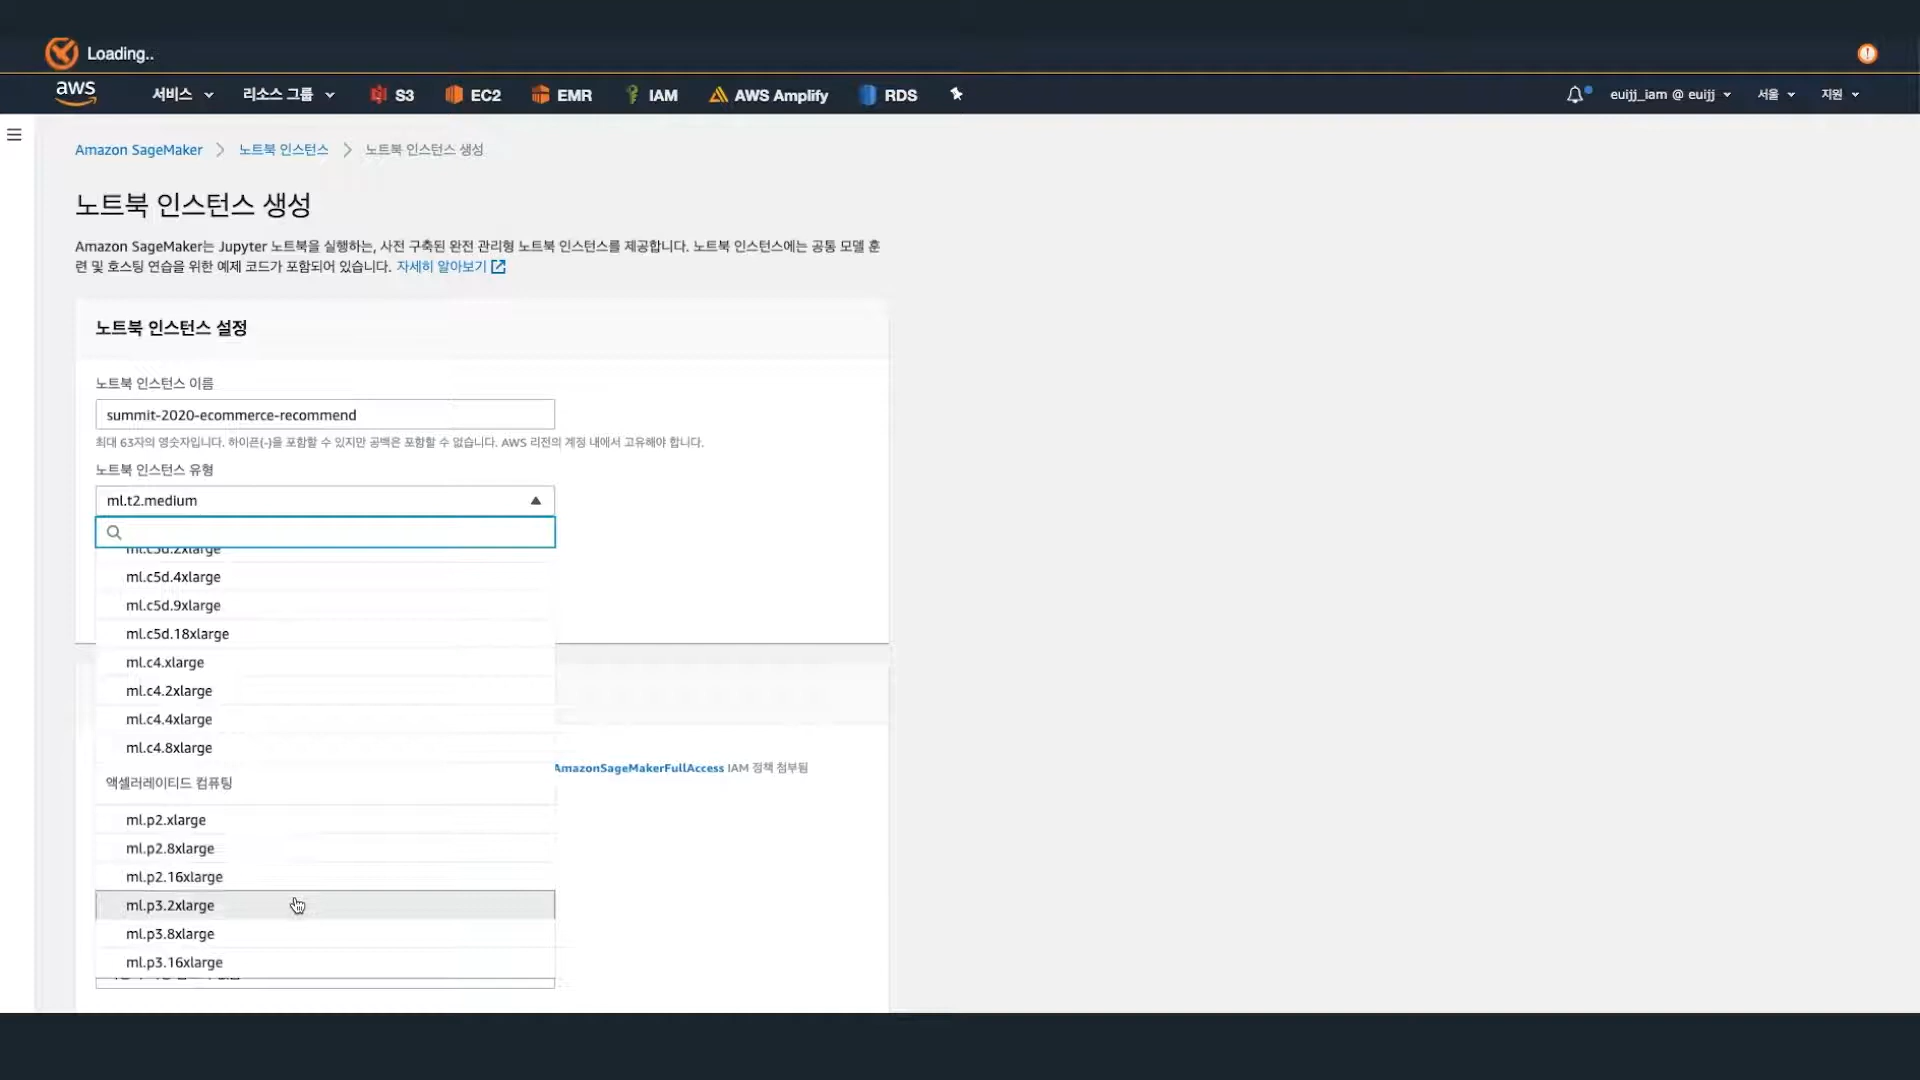 Loading..
aws
서비스
리소스 그룹
S3
EC2
EMR
IAM
AWS Amplify
RDS
euijj_iam @ euijj
서울
지원
Amazon SageMaker
노트북 인스턴스
노트북 인스턴스 생성
노트북 인스턴스 생성
Amazon SageMaker는 Jupyter 노트북을 실행하는, 사전 구축된 완전 관리형 노트북 인스턴스를 제공합니다. 노트북 인스턴스에는 공통 모델 훈
련 및 호스팅 연습을 위한 예제 코드가 포함되어 있습니다. 자세히 알아보기
노트북 인스턴스 설정
노트북 인스턴스 이름
summit-2020-ecommerce-recommend
최대 63자의 영숫자입니다. 하이픈(-)을 포함할 수 있지만 공백은 포함할 수 없습니다. AWS 리전의 계정 내에서 고유해야 합니다.
노트북 인스턴스 유형
ml.t2.medium
ml.c5d.2xlarge
ml.c5d.4xlarge
ml.c5d.9xlarge
ml.c5d.18xlarge
ml.c4.xlarge
ml.c4.2xlarge
ml.c4.4xlarge
ml.c4.8xlarge
AmazonSageMakerFullAccess IAM 정책 첨부됨
액셀러레이티드 컴퓨팅
ml.p2.xlarge
ml.p2.8xlarge
ml.p2.16xlarge
ml.p3.2xlarge
ml.p3.8xlarge
ml.p3.16xlarge